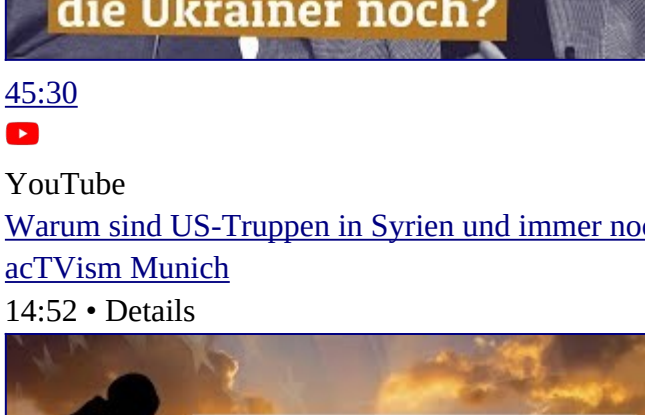 die Ukrainer noch?
45:30
YouTube
Warum sind US-Truppen in Syrien und immer
acTVism Munich
14:52 • Details